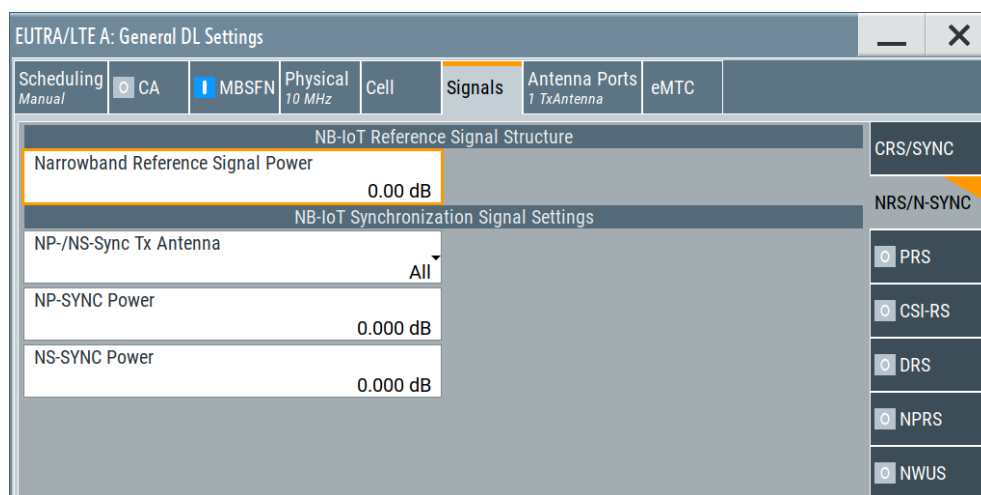 EUTRA/LTE A: General DL Settings
Scheduling
Manual
O CA
I MBSFN
Physical
10 MHz
Cell
Signals
Antenna Ports
1 TxAntenna
eMTC
NB-IoT Reference Signal Structure
Narrowband Reference Signal Power
0.00 dB
NB-IoT Synchronization Signal Settings
NP-/NS-Sync Tx Antenna
All
NP-SYNC Power
0.000 dB
NS-SYNC Power
0.000 dB
CRS/SYNC
NRS/N-SYNC
O PRS
O CSI-RS
O DRS
O NPRS
O NWUS